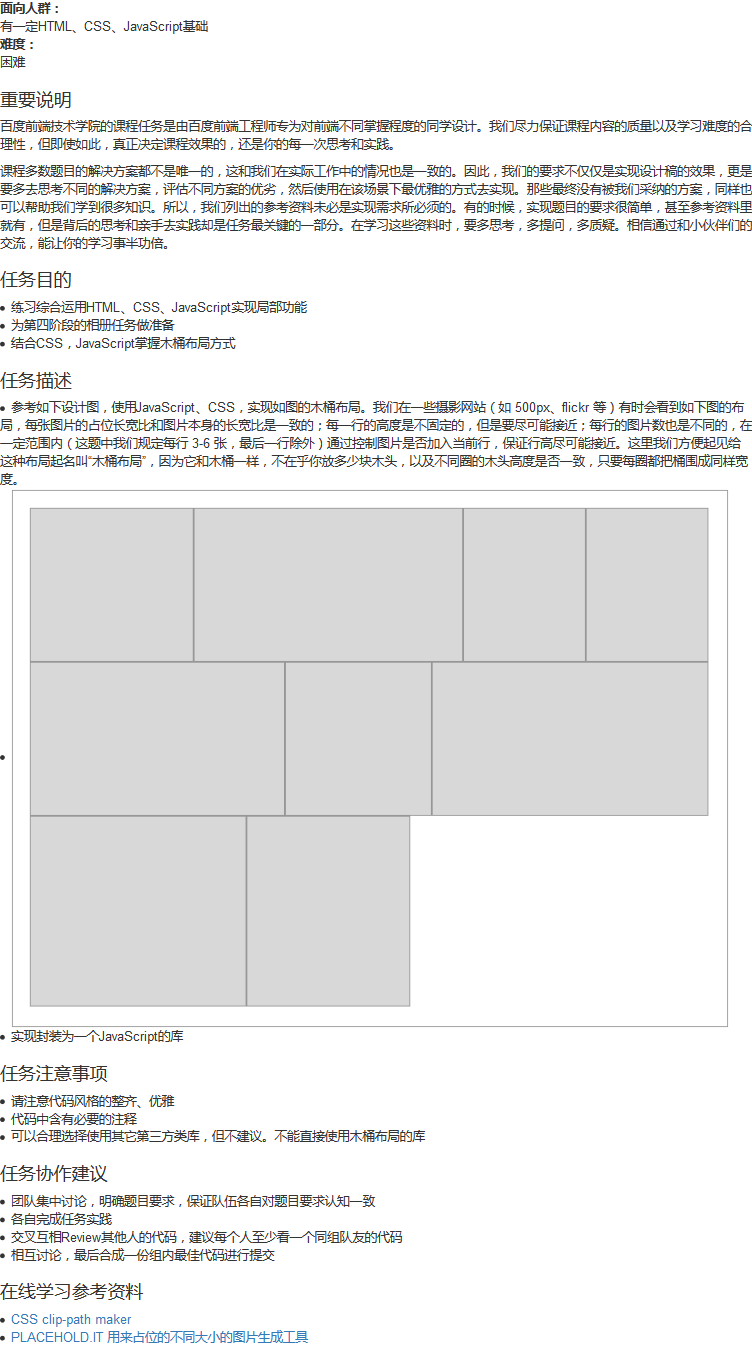 面向人群：
有一定HTML、CSS、JavaScript基础
难度：
困难
重要说明
百度前端技术学院的课程任务是由百度前端工程师专为对前端不同掌握程度的同学设计。我们尽力保证课程内容的质量以及学习难度的合
理性，但即使如此，真正决定课程效果的，还是你的每一次思考和实践。
课程多数题目的解决方案都不是唯一的，这和我们在实际工作中的情况也是一致的。因此，我们的要求不仅仅是实现设计稿的效果，更是
要多去思考不同的解决方案，评估不同方案的优劣，然后使用在该场景下最优雅的方式去实现。那些最终没有被我们采纳的方案，同样也
可以帮助我们学到很多知识。所以，我们列出的参考资料未必是实现需求所必须的。有的时候，实现题目的要求很简单，甚至参考资料里
就有，但是背后的思考和亲手去实践却是任务最关键的一部分。在学习这些资料时，要多思考，多提问，多质疑。相信通过和小伙伴们的
交流，能让你的学习事半功倍。
任务目的
• 练习综合运用HTML、CSS、JavaScript实现局部功能
• 为第四阶段的相册任务做准备
• 结合CSS，JavaScript掌握木桶布局方式
任务描述
• 参考如下设计图，使用JavaScript、CSS，实现如图的木桶布局。我们在一些摄影网站（如 500px、flickr 等）有时会看到如下图的布
局，每张图片的占位长宽比和图片本身的长宽比是一致的；每一行的高度是不固定的，但是要尽可能接近；每行的图片数也是不同的，在
一定范围内（这题中我们规定每行 3-6 张，最后一行除外）通过控制图片是否加入当前行，保证行高尽可能接近。这里我们方便起见给
这种布局起名叫“木桶布局”，因为它和木桶一样，不在乎你放多少块木头，以及不同圈的木头高度是否一致，只要每圈都把桶围成同样宽
度。
• 实现封装为一个JavaScript的库
任务注意事项
• 请注意代码风格的整齐、优雅
• 代码中含有必要的注释
• 可以合理选择使用其它第三方类库，但不建议。不能直接使用木桶布局的库
任务协作建议
• 团队集中讨论，明确题目要求，保证队伍各自对题目要求认知一致
• 各自完成任务实践
• 交叉互相Review其他人的代码，建议每个人至少看一个同组队友的代码
• 相互讨论，最后合成一份组内最佳代码进行提交
在线学习参考资料
• CSS clip-path maker
• PLACEHOLD.IT 用来占位的不同大小的图片生成工具